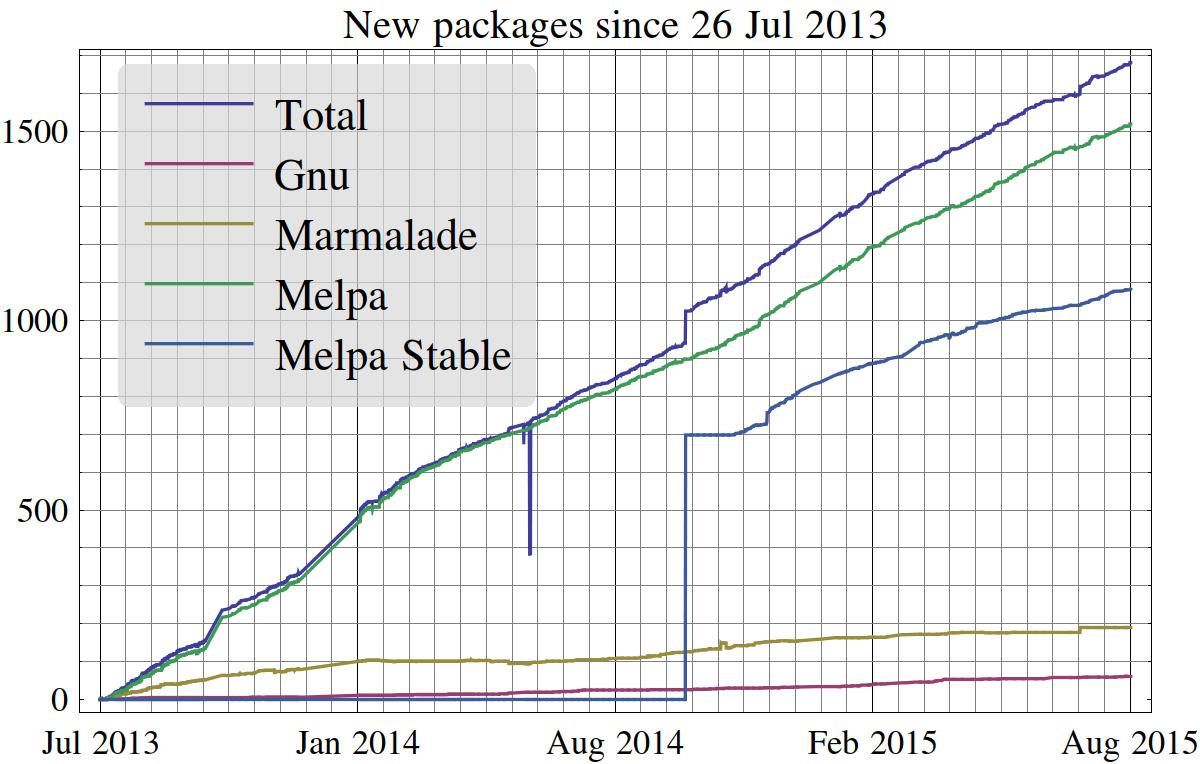 New packages since 26 Jul 2013
Total
Gnu
Marmalade
Melpa
Melpa Stable
1500
1000
500
0
Jul 2013 Jan 2014 Aug 2014 Feb 2015 Aug 2015